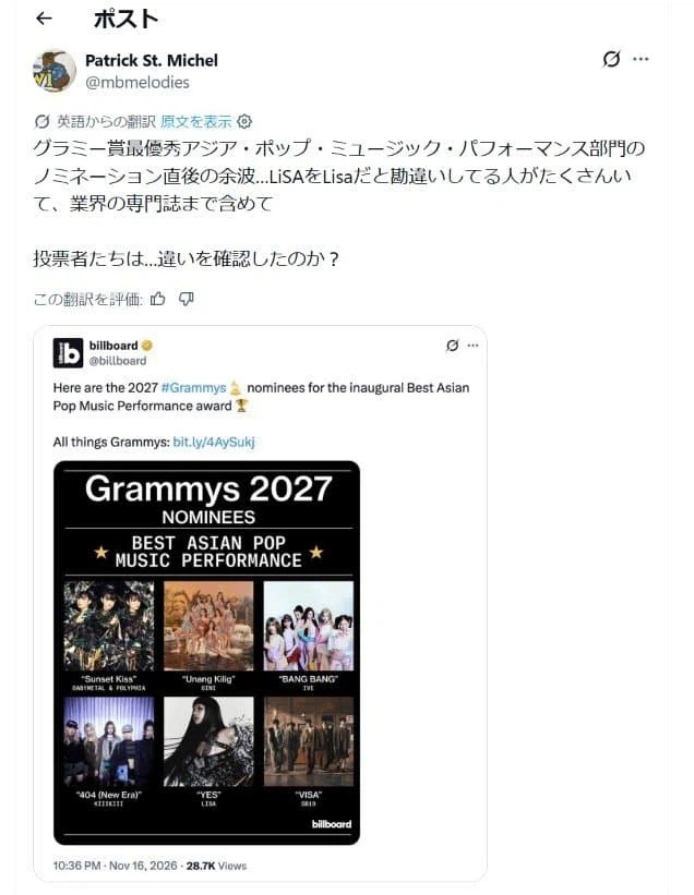 ポスト
Patrick St. Michel
@mbmelodies
英語からの翻訳 原文を表示
グラミー賞最優秀アジア・ポップ・ミュージック・パフォーマンス部門の
ノミネーション直後の余波...LiSAをLisaだと勘違いしてる人がたくさんい
て、業界の専門誌まで含めて
投票者たちは...違いを確認したのか？
この翻訳を評価:
billboard
@billboard
Here are the 2027 #Grammys nominees for the inaugural Best Asian
Pop Music Performance award
All things Grammys: bit.ly/4AySukj
Grammys 2027
NOMINEES
BEST ASIAN POP
MUSIC PERFORMANCE
"Sunset Kiss"
BABYMETAL & POLYPHIA
"Unang Kilig"
BINI
"BANG BANG"
IVE
"404 (New Era)"
KIIIKIII
"YES"
LISA
"VISA"
SB19
billboard
10:36 PM · Nov 16, 2026 · 28.7K Views